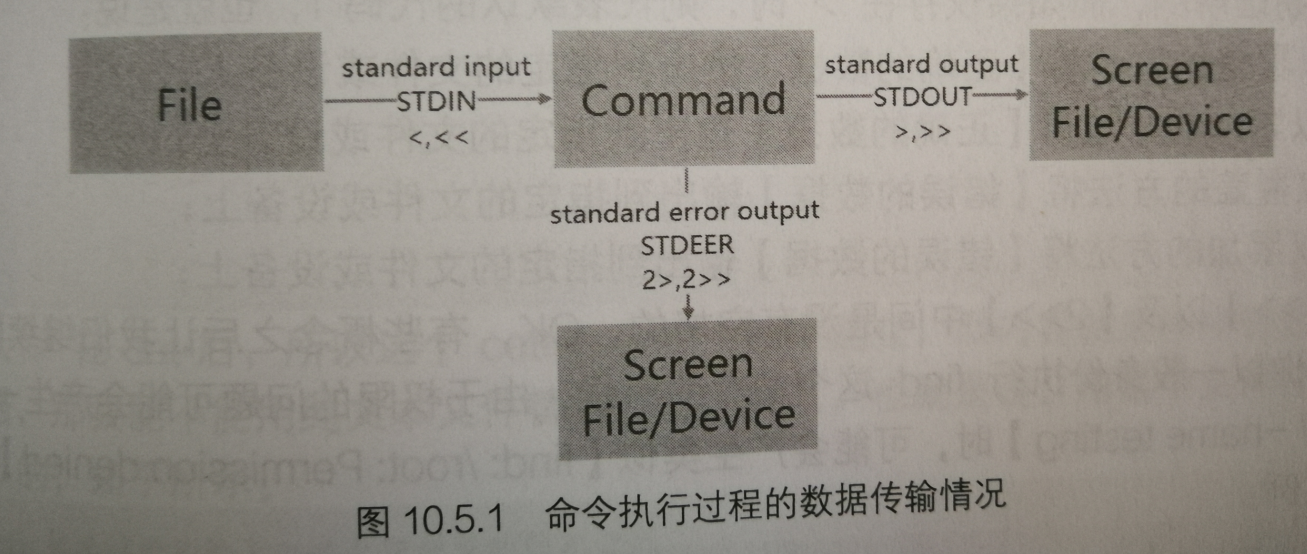 File
standard input
STDIN
<,<<
Command
standard output
STDOUT
>,>>
Screen
File/Device
standard error output
STDEER
2>,2>>
Screen
File/Device
图 10.5.1 命令执行过程的数据传输情况